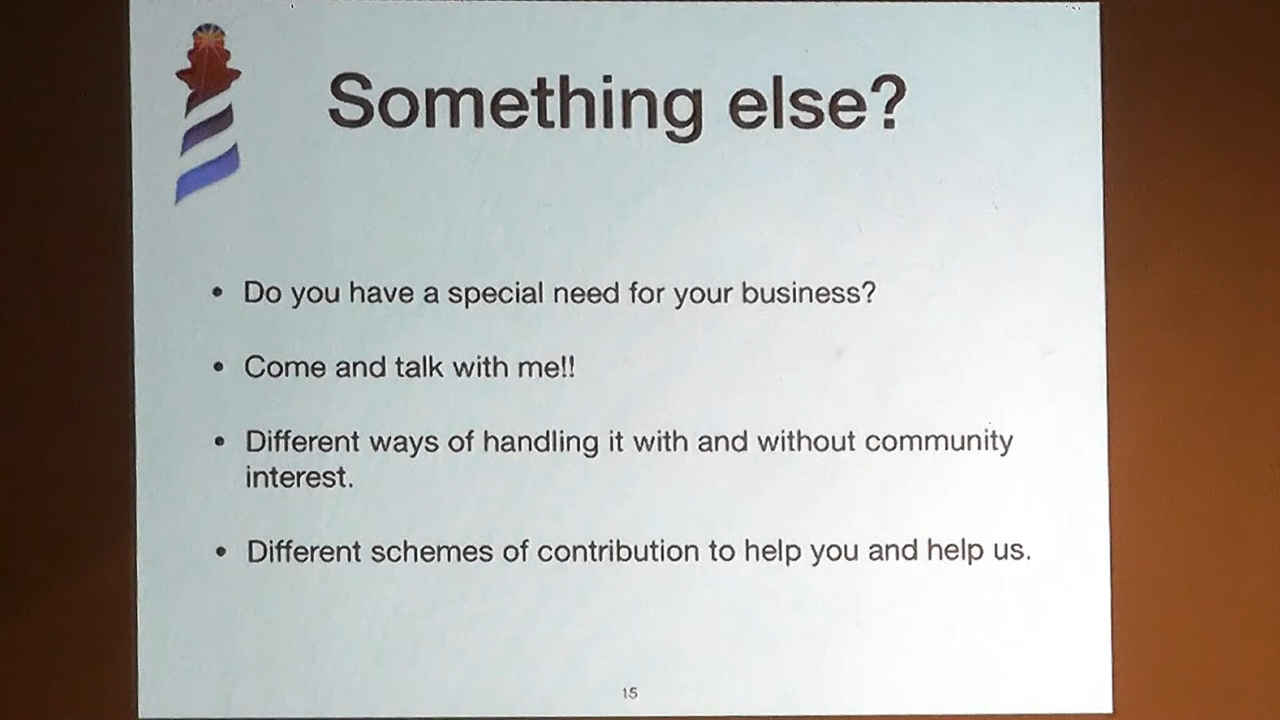 Something else?
• Do you have a special need for your business?
• Come and talk with me!!
• Different ways of handling it with and without community
interest.
• Different schemes of contribution to help you and help us.
15